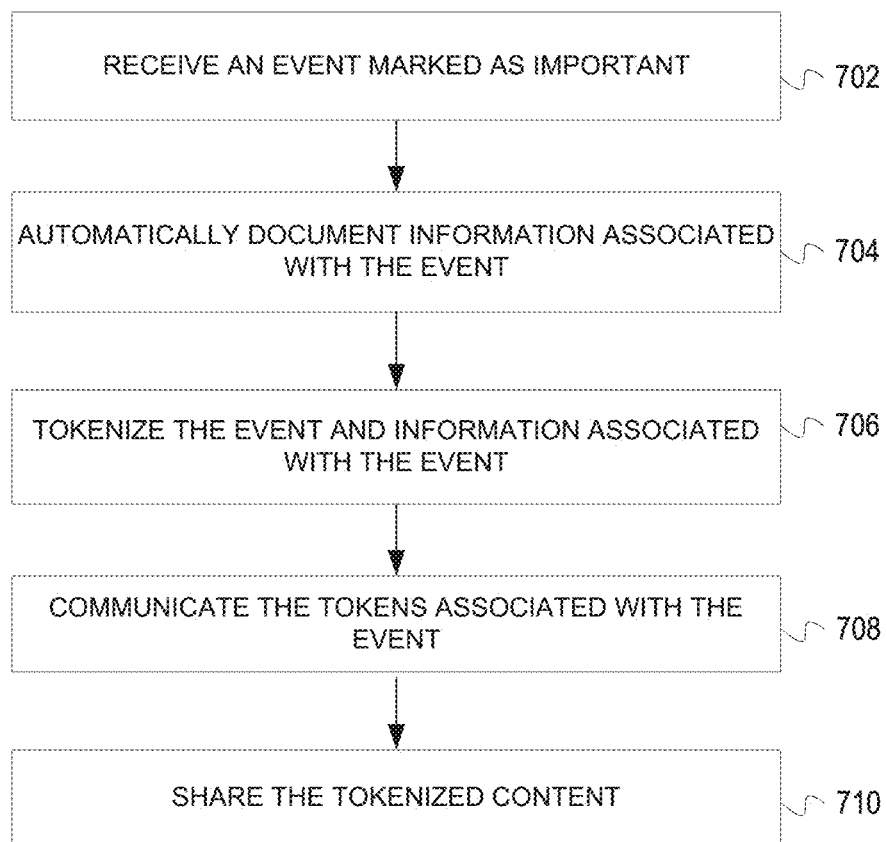 RECEIVE AN EVENT MARKED AS IMPORTANT
702
AUTOMATICALLY DOCUMENT INFORMATION ASSOCIATED
WITH THE EVENT
704
TOKENIZE THE EVENT AND INFORMATION ASSOCIATED
WITH THE EVENT
706
COMMUNICATE THE TOKENS ASSOCIATED WITH THE
EVENT
708
SHARE THE TOKENIZED CONTENT
710